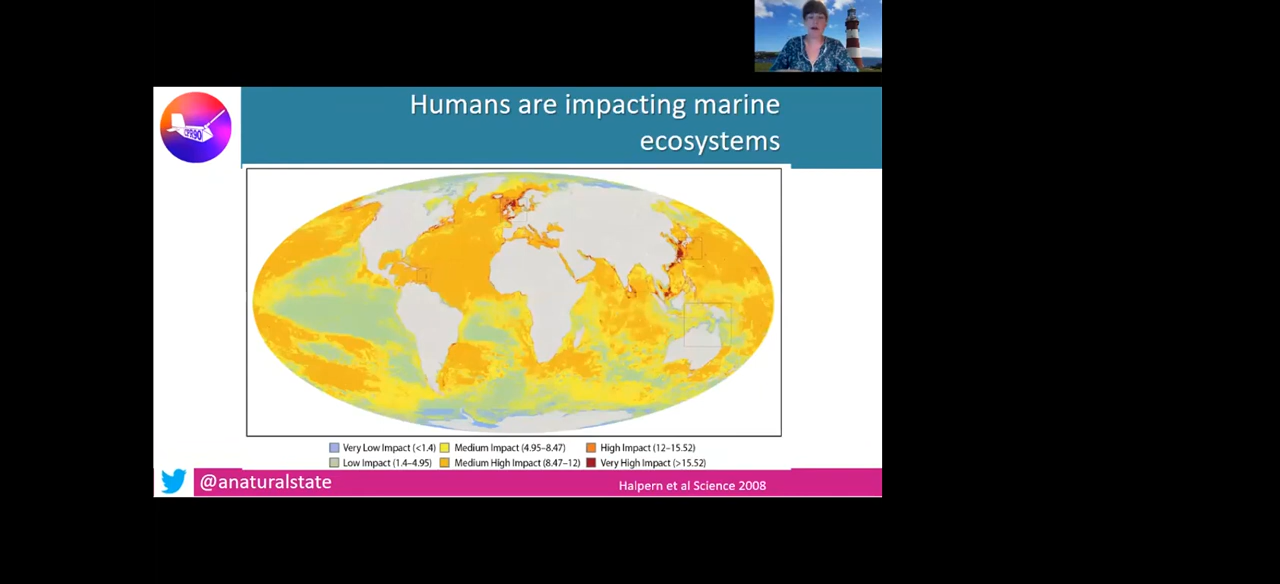 Humans are impacting marine
ecosystems
CPR90
Very Low Impact (<1.4)
Medium Impact (4.95–8.47)
High Impact (12–15.52)
Low Impact (1.4–4.95)
Medium High Impact (8.47–12)
Very High Impact (>15.52)
@anaturalstate
Halpern et al Science 2008